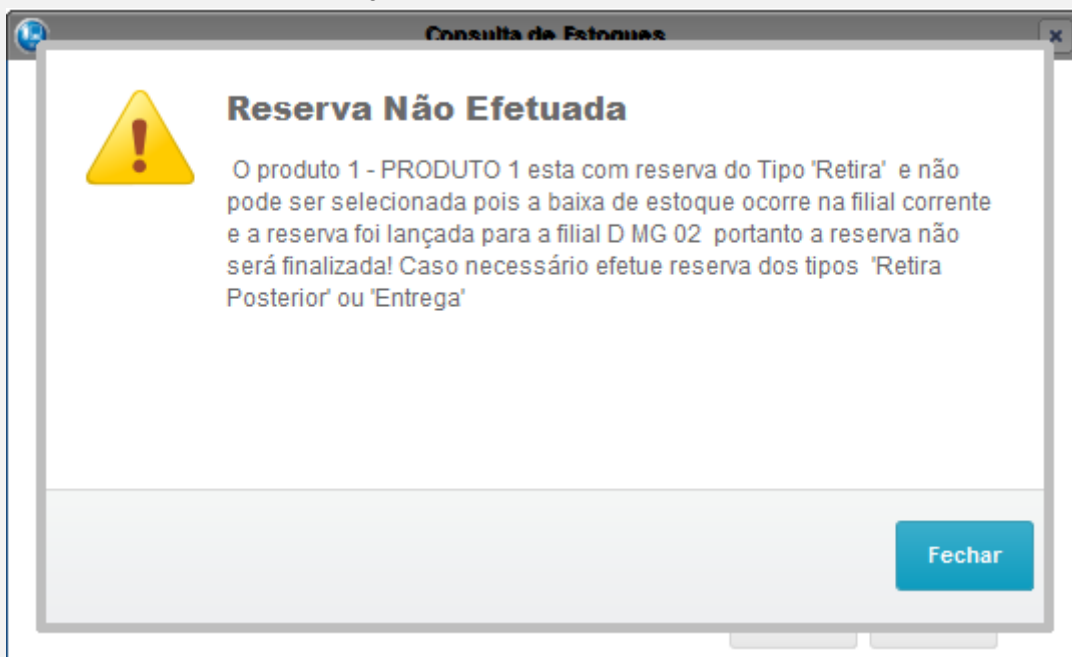 Consulta de Estoques
Reserva Não Efetuada
O produto 1 - PRODUTO 1 esta com reserva do Tipo 'Retira' e não
pode ser selecionada pois a baixa de estoque ocorre na filial corrente
e a reserva foi lançada para a filial D MG 02 portanto a reserva não
será finalizada! Caso necessário efetue reserva dos tipos 'Retira
Posterior' ou 'Entrega'
Fechar